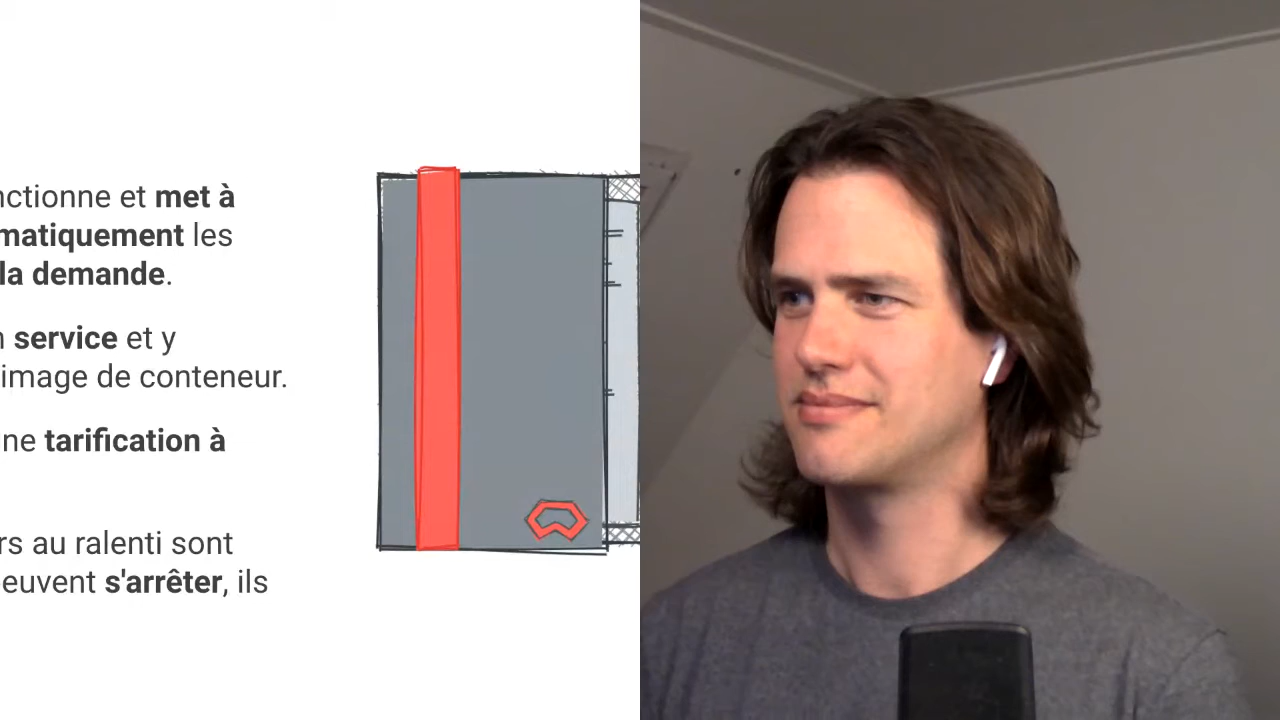 nctionne et met à
matiquement les
la demande.
n service et y
image de conteneur.
ne tarification à
rs au ralenti sont
peuvent s'arrêter, ils